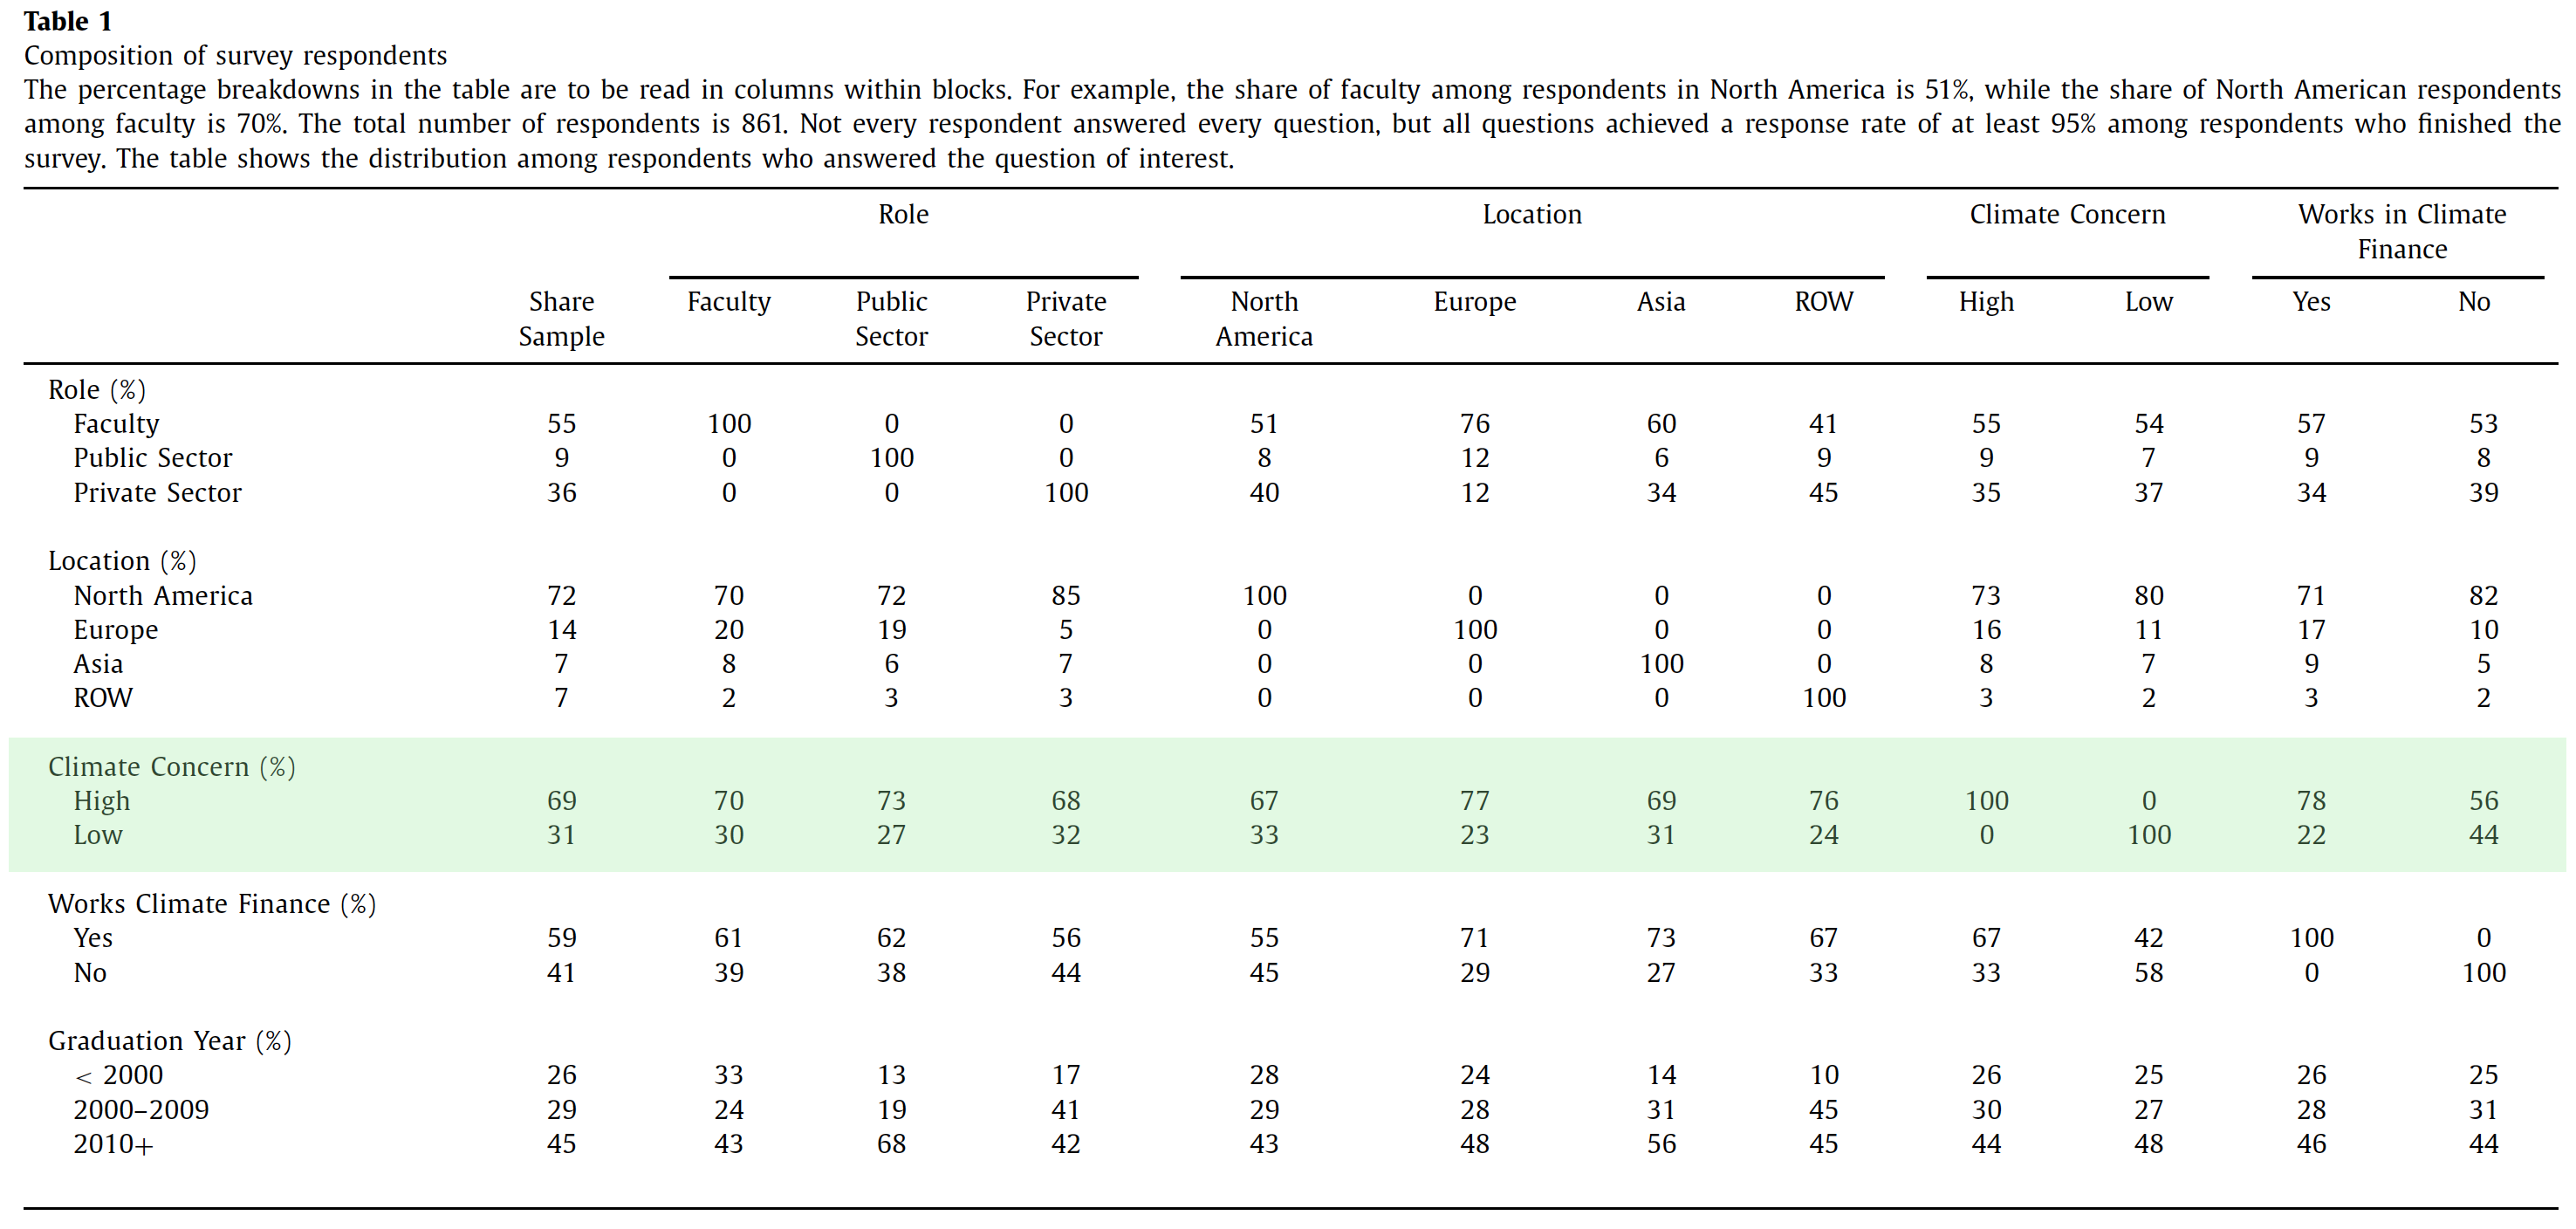 Table 1
Composition of survey respondents
The percentage breakdowns in the table are to be read in columns within blocks. For example, the share of faculty among respondents in North America is 51%, while the share of North American respondents
among faculty is 70%. The total number of respondents is 861. Not every respondent answered every question, but all questions achieved a response rate of at least 95% among respondents who finished the
survey. The table shows the distribution among respondents who answered the question of interest.
Role Location Climate Concern Works in Climate
Finance
Share Faculty Public Private North Europe Asia ROW High Low Yes No
Sample Sector Sector America
Role (%)
Faculty 55 100 0 0 51 76 60 41 55 54 57 53
Public Sector 9 0 100 0 8 12 6 9 9 7 9 8
Private Sector 36 0 0 100 40 12 34 45 35 37 34 39
Location (%)
North America 72 70 72 85 100 0 0 0 73 80 71 82
Europe 14 20 19 5 0 100 0 0 16 11 17 10
Asia 7 8 6 7 0 0 100 0 8 7 9 5
ROW 7 2 3 3 0 0 0 100 3 2 3 2
Climate Concern (%)
High 69 70 73 68 67 77 69 76 100 0 78 56
Low 31 30 27 32 33 23 31 24 0 100 22 44
Works Climate Finance (%)
Yes 59 61 62 56 55 71 73 67 67 42 100 0
No 41 39 38 44 45 29 27 33 33 58 0 100
Graduation Year (%)
< 2000 26 33 13 17 28 24 14 10 26 25 26 25
2000–2009 29 24 19 41 29 28 31 45 30 27 28 31
2010+ 45 43 68 42 43 48 56 45 44 48 46 44